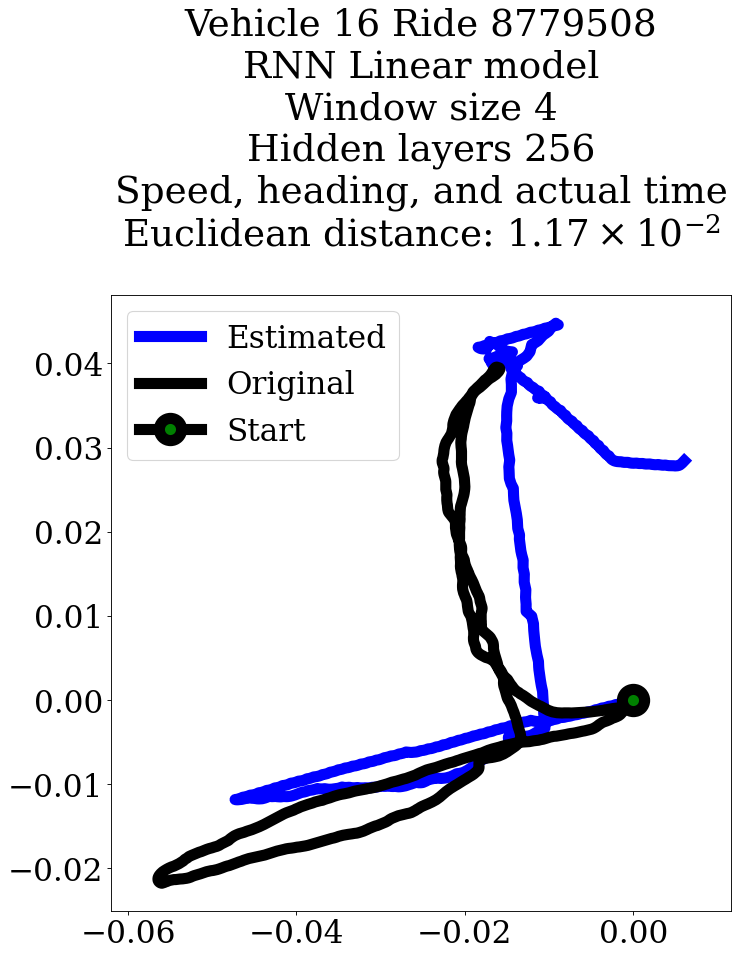 Vehicle 16 Ride 8779508
RNN Linear model
Window size 4
Hidden layers 256
Speed, heading, and actual time
Euclidean distance: 1.17 × 10⁻²
Estimated
Original
Start
0.04
0.03
0.02
0.01
0.00
−0.01
−0.02
−0.06
−0.04
−0.02
0.00